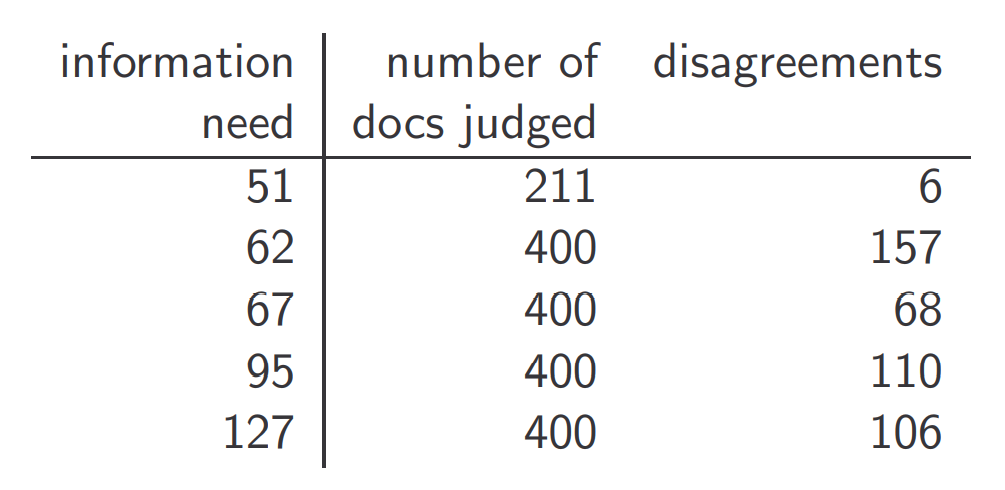 information number of disagreements
need docs judged
51 211 6
62 400 157
67 400 68
95 400 110
127 400 106